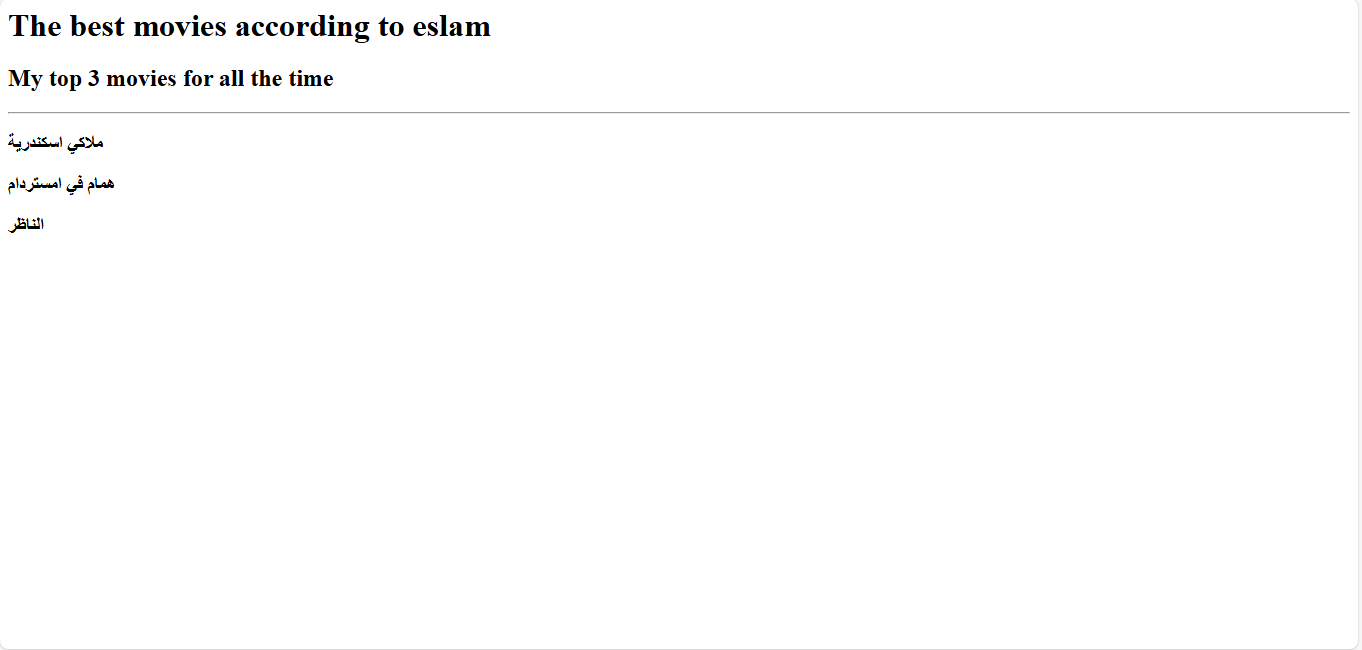 The best movies according to eslam
My top 3 movies for all the time
ملاكي اسكندرية
همام في امستردام
الناظر